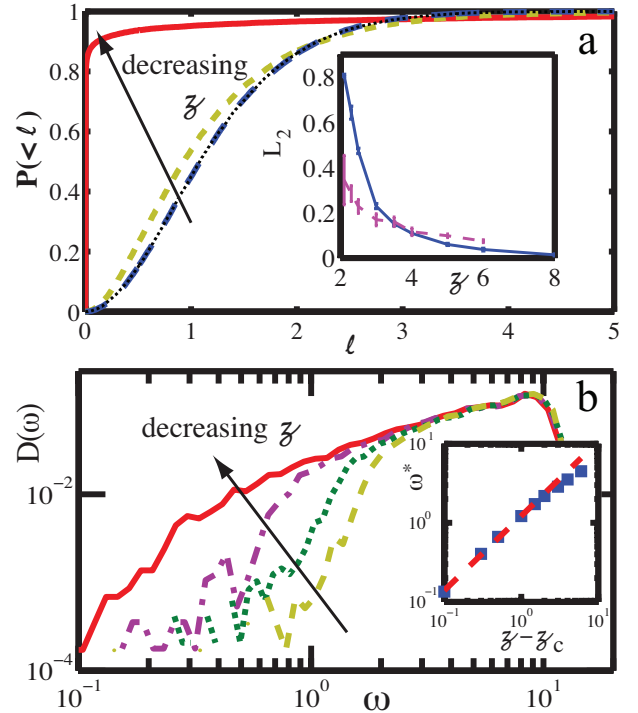 a
decreasing
z
P(< ℓ)
1
0.8
0.6
0.4
0.2
0
0 1 2 3 4 5
ℓ
L₂
0.8
0.6
0.4
0.2
0
2 4 6 8
z
b
decreasing z
D(ω)
10⁻²
10⁻⁴
10⁻¹ 10⁰ 10¹
ω
ω*
10¹
10⁰
10⁻¹
10⁻¹ 10⁰ 10¹
z−z_c